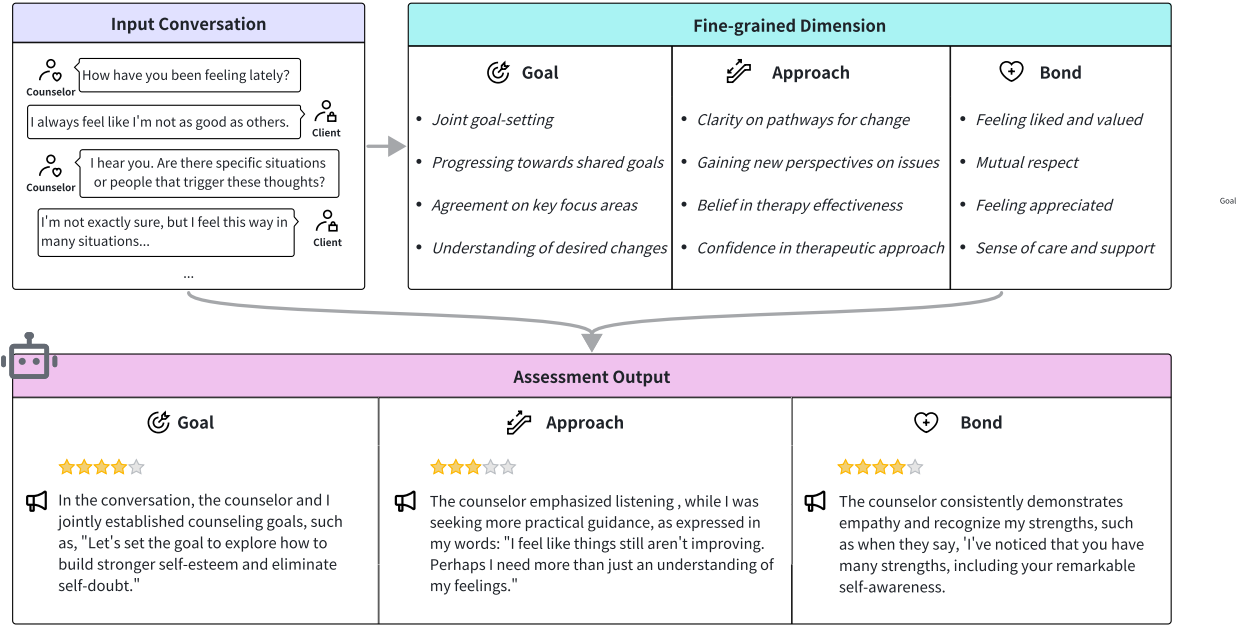 Input Conversation
How have you been feeling lately?
Counselor
I always feel like I'm not as good as others.
Client
I hear you. Are there specific situations
or people that trigger these thoughts?
Counselor
I'm not exactly sure, but I feel this way in
many situations...
Client
...
Fine-grained Dimension
Goal
• Joint goal-setting
• Progressing towards shared goals
• Agreement on key focus areas
• Understanding of desired changes
Approach
• Clarity on pathways for change
• Gaining new perspectives on issues
• Belief in therapy effectiveness
• Confidence in therapeutic approach
Bond
• Feeling liked and valued
• Mutual respect
• Feeling appreciated
• Sense of care and support
Goal
Assessment Output
Goal
In the conversation, the counselor and I
jointly established counseling goals, such
as, "Let's set the goal to explore how to
build stronger self-esteem and eliminate
self-doubt."
Approach
The counselor emphasized listening , while I was
seeking more practical guidance, as expressed in
my words: "I feel like things still aren't improving.
Perhaps I need more than just an understanding of
my feelings."
Bond
The counselor consistently demonstrates
empathy and recognize my strengths, such
as when they say, 'I've noticed that you have
many strengths, including your remarkable
self-awareness.